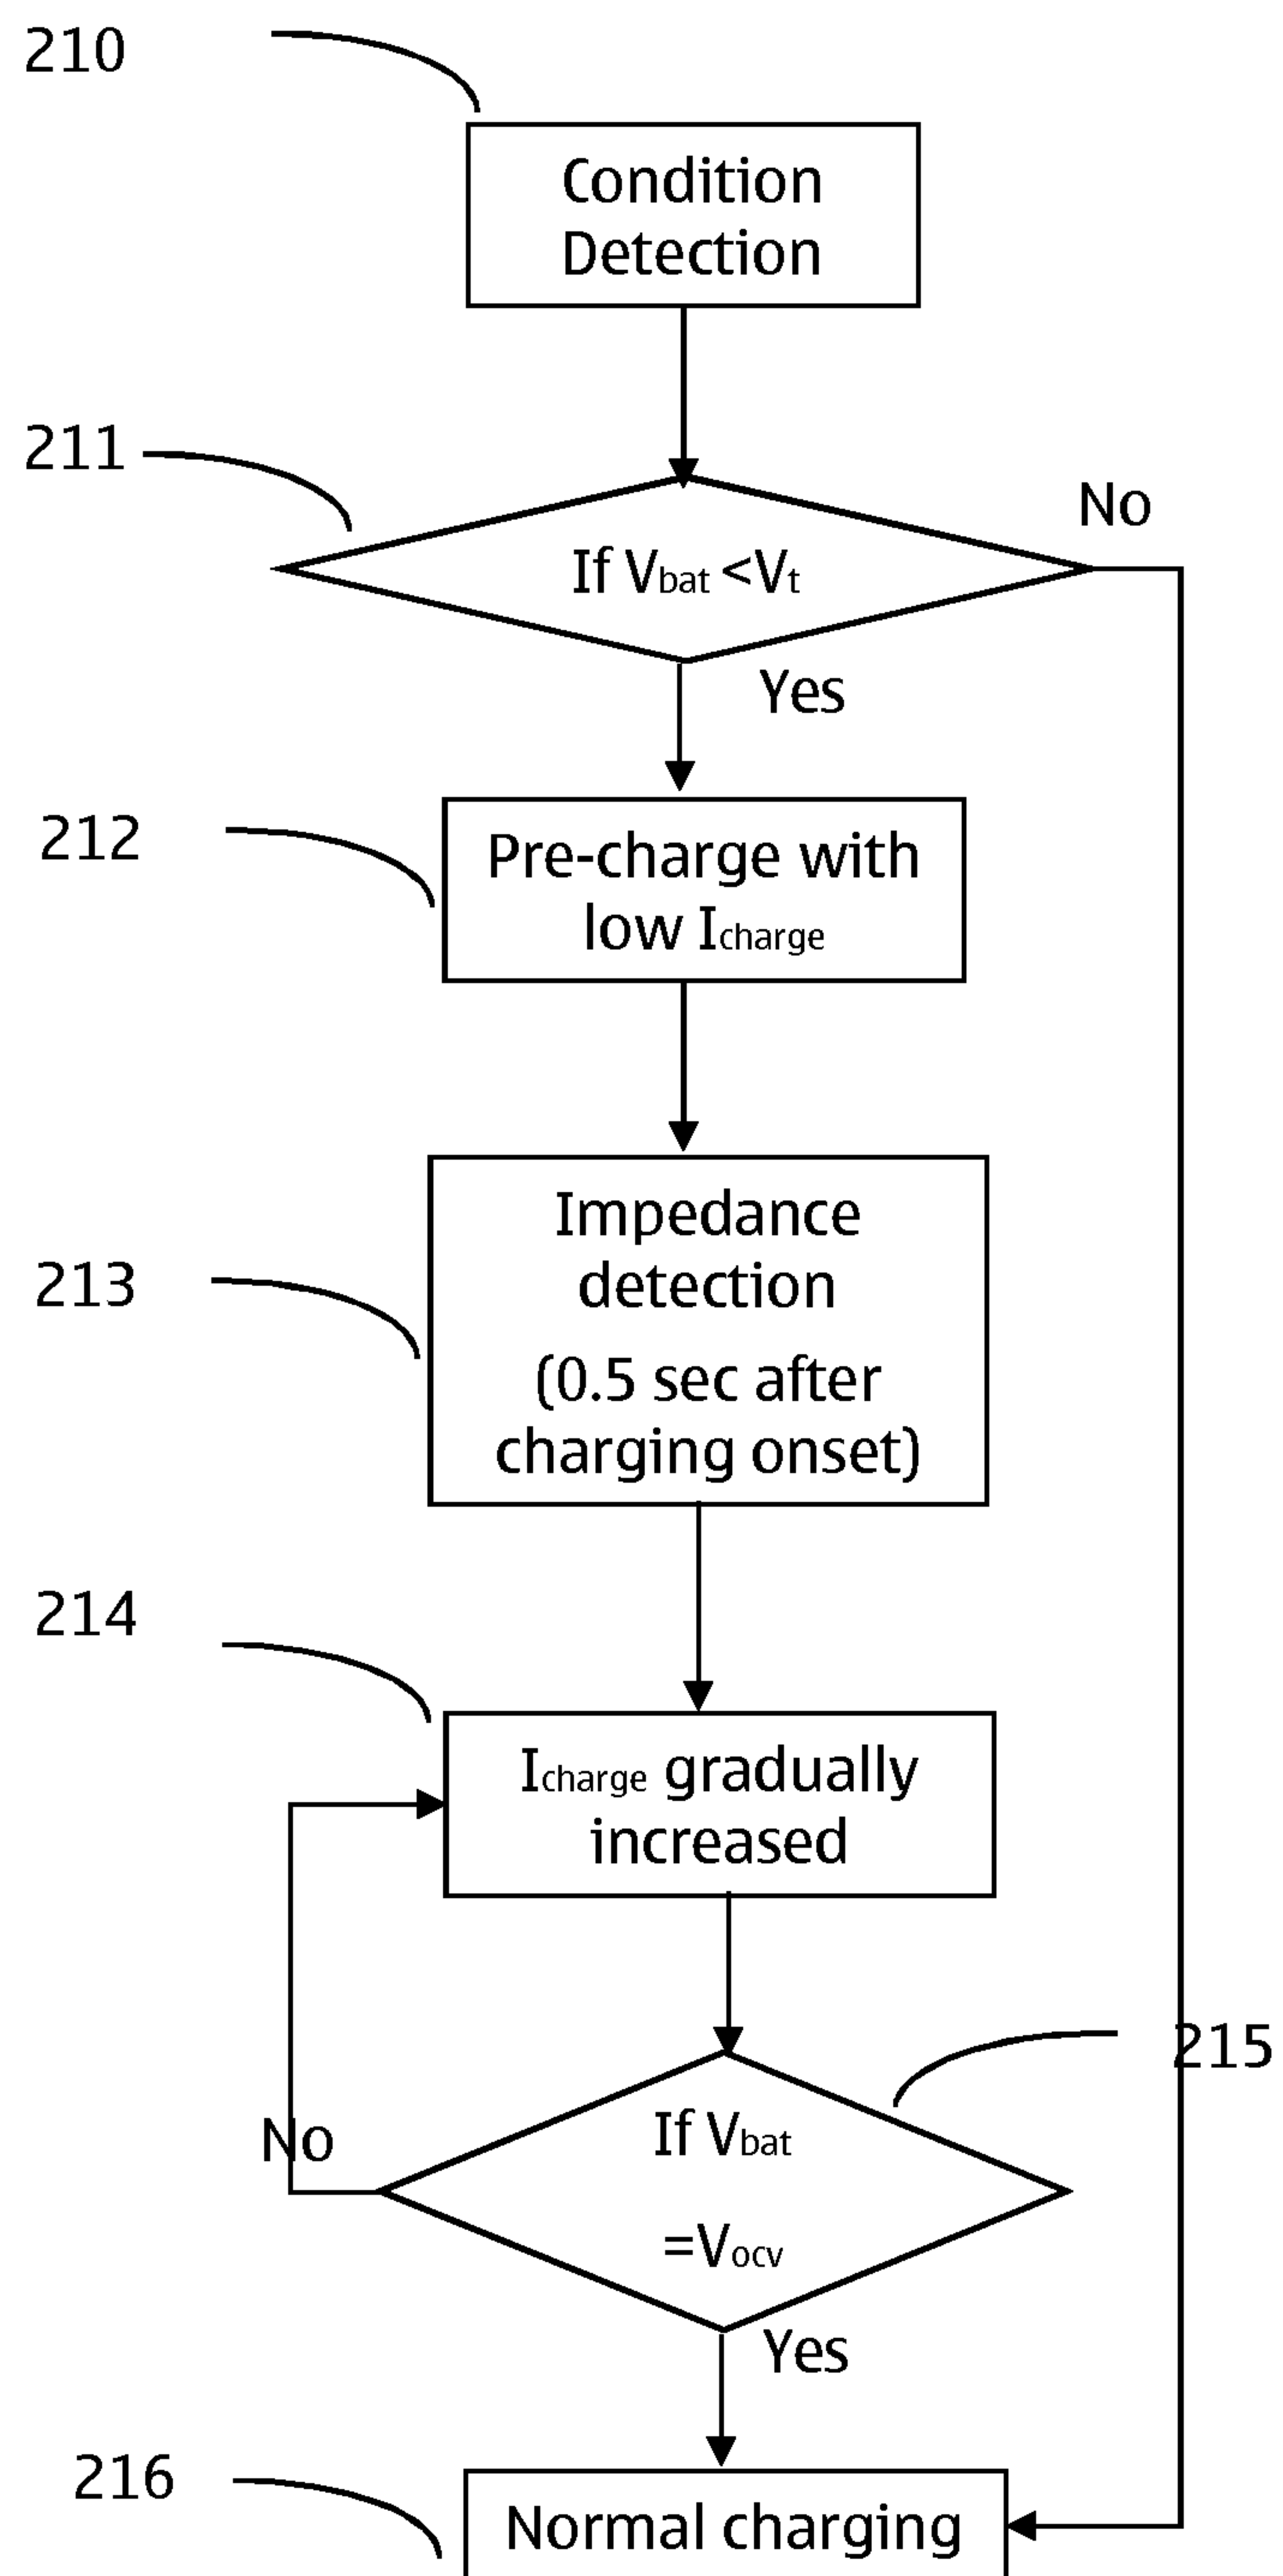 210
Condition
Detection
211
No
If Vbat <Vt
Yes
212
Pre-charge with
low Icharge
213
Impedance
detection
(0.5 sec after
charging onset)
214
Icharge gradually
increased
215
No
If Vbat
=Vocv
Yes
216
Normal charging